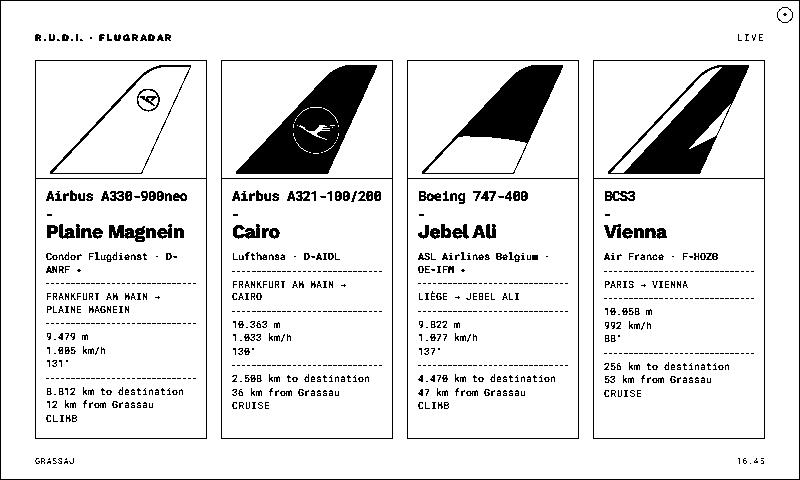 R.U.D.I. · FLUGRADAR
LIVE
Airbus A330-900neo
-
Plaine Magnein
Condor Flugdienst · D-
ANRF ✦
FRANKFURT AM MAIN →
PLAINE MAGNEIN
9.479 m
1.005 km/h
131°
8.812 km to destination
12 km from Grassau
CLIMB
Airbus A321-100/200
-
Cairo
Lufthansa · D-AIDL
FRANKFURT AM MAIN →
CAIRO
10.363 m
1.033 km/h
130°
2.508 km to destination
36 km from Grassau
CRUISE
Boeing 747-400
-
Jebel Ali
ASL Airlines Belgium ·
OE-IFM ✦
LIÈGE → JEBEL ALI
9.822 m
1.077 km/h
137°
4.470 km to destination
47 km from Grassau
CLIMB
BCS3
-
Vienna
Air France · F-HOZB
PARIS → VIENNA
10.058 m
992 km/h
88°
256 km to destination
53 km from Grassau
CRUISE
GRASSAU
16.45